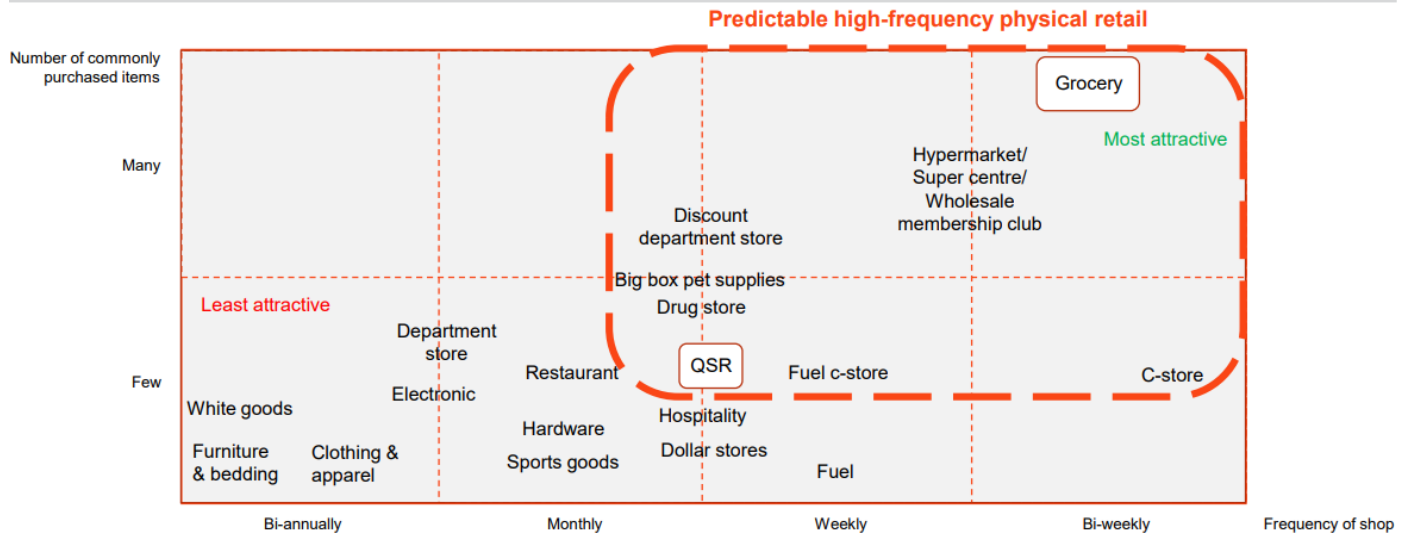 Predictable high-frequency physical retail
Number of commonly
purchased items
Grocery
Most attractive
Many
Hypermarket/
Super centre/
Wholesale
membership club
Discount
department store
Big box pet supplies
Least attractive
Drug store
Department
store
QSR
Restaurant
Fuel c-store
C-store
Few
Electronic
White goods
Hospitality
Hardware
Furniture
& bedding
Clothing &
apparel
Sports goods
Dollar stores
Fuel
Bi-annually
Monthly
Weekly
Bi-weekly
Frequency of shop